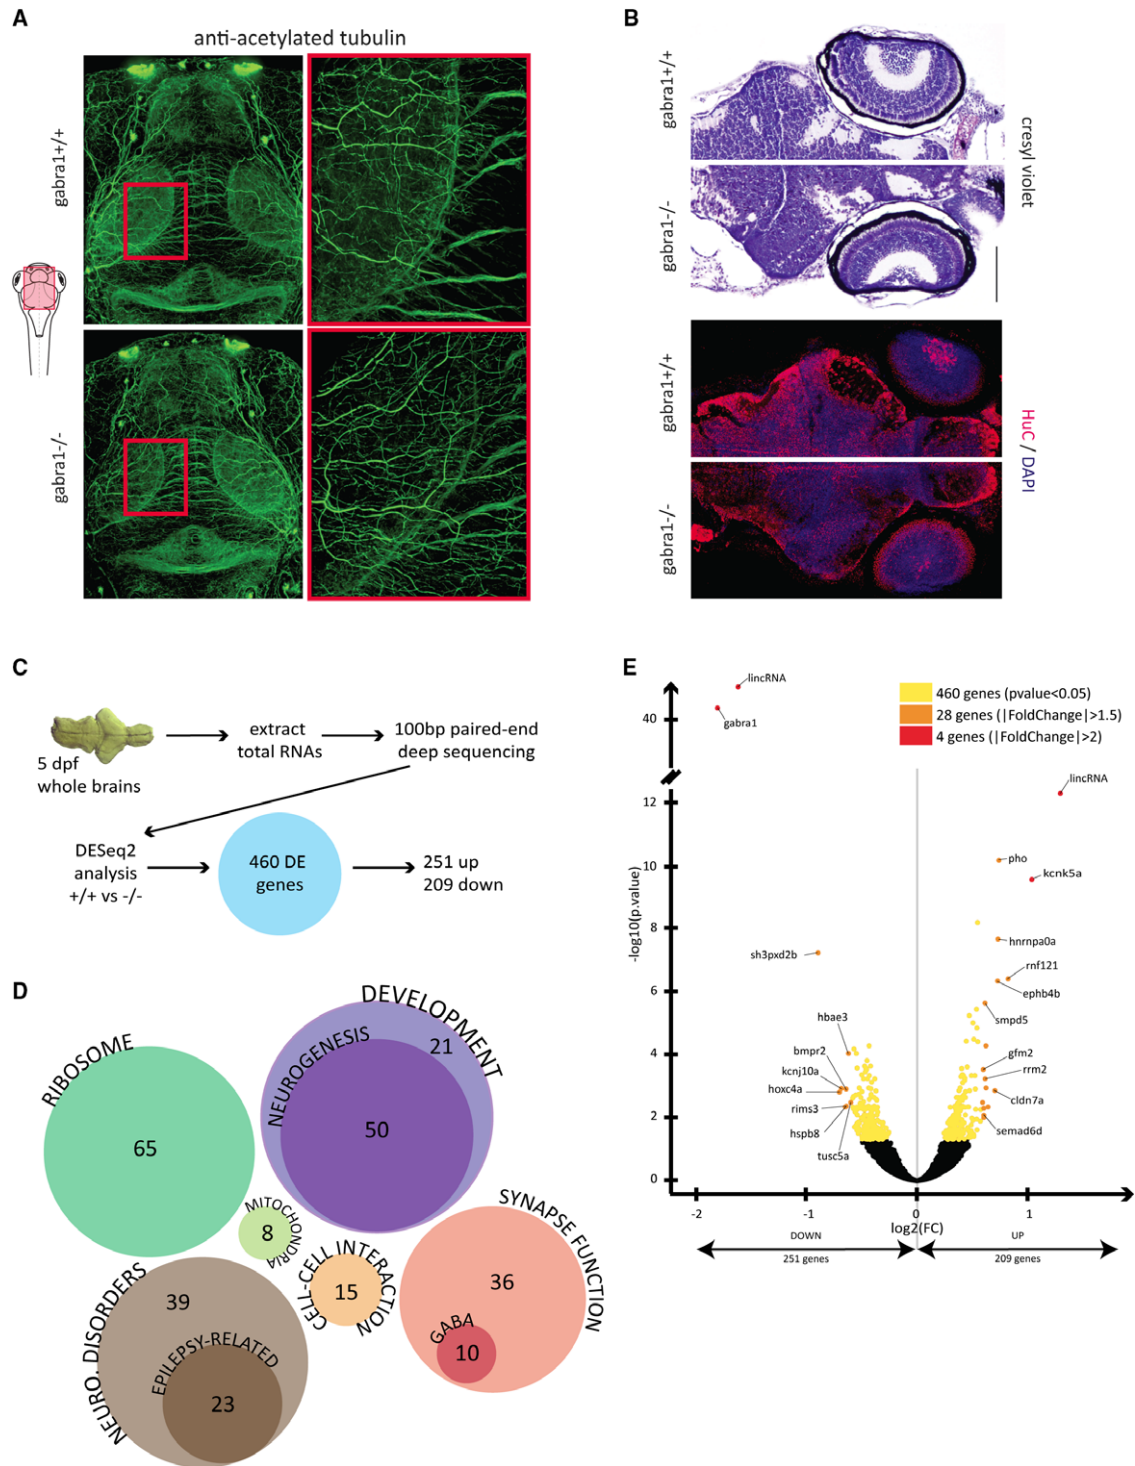 A
anti-acetylated tubulin
gabra1+/+
gabra1-/-
B
gabra1+/+
gabra1-/-
cresyl violet
gabra1+/+
gabra1-/-
HuC / DAPI
C
5 dpf
whole brains
extract
total RNAs
100bp paired-end
deep sequencing
DESeq2
analysis
+/+ vs -/-
460 DE
genes
251 up
209 down
D
RIBOSOME
65
DEVELOPMENT
21
NEUROGENESIS
50
MITOCHONDRIA
8
CELL-CELL INTERACTION
15
SYNAPSE FUNCTION
36
GABA
10
NEURO. DISORDERS
39
EPILEPSY-RELATED
23
E
460 genes (pvalue<0.05)
28 genes (|FoldChange|>1.5)
4 genes (|FoldChange|>2)
-log10(p.value)
40
12
10
8
6
4
2
0
lincRNA
gabra1
lincRNA
pho
kcnk5a
hnrnpa0a
sh3pxd2b
rnf121
ephb4b
smpd5
hbae3
bmpr2
kcnj10a
hoxc4a
rims3
hspb8
tusc5a
gfm2
rrm2
cldn7a
semad6d
-2
-1
0
1
log2(FC)
DOWN
251 genes
UP
209 genes